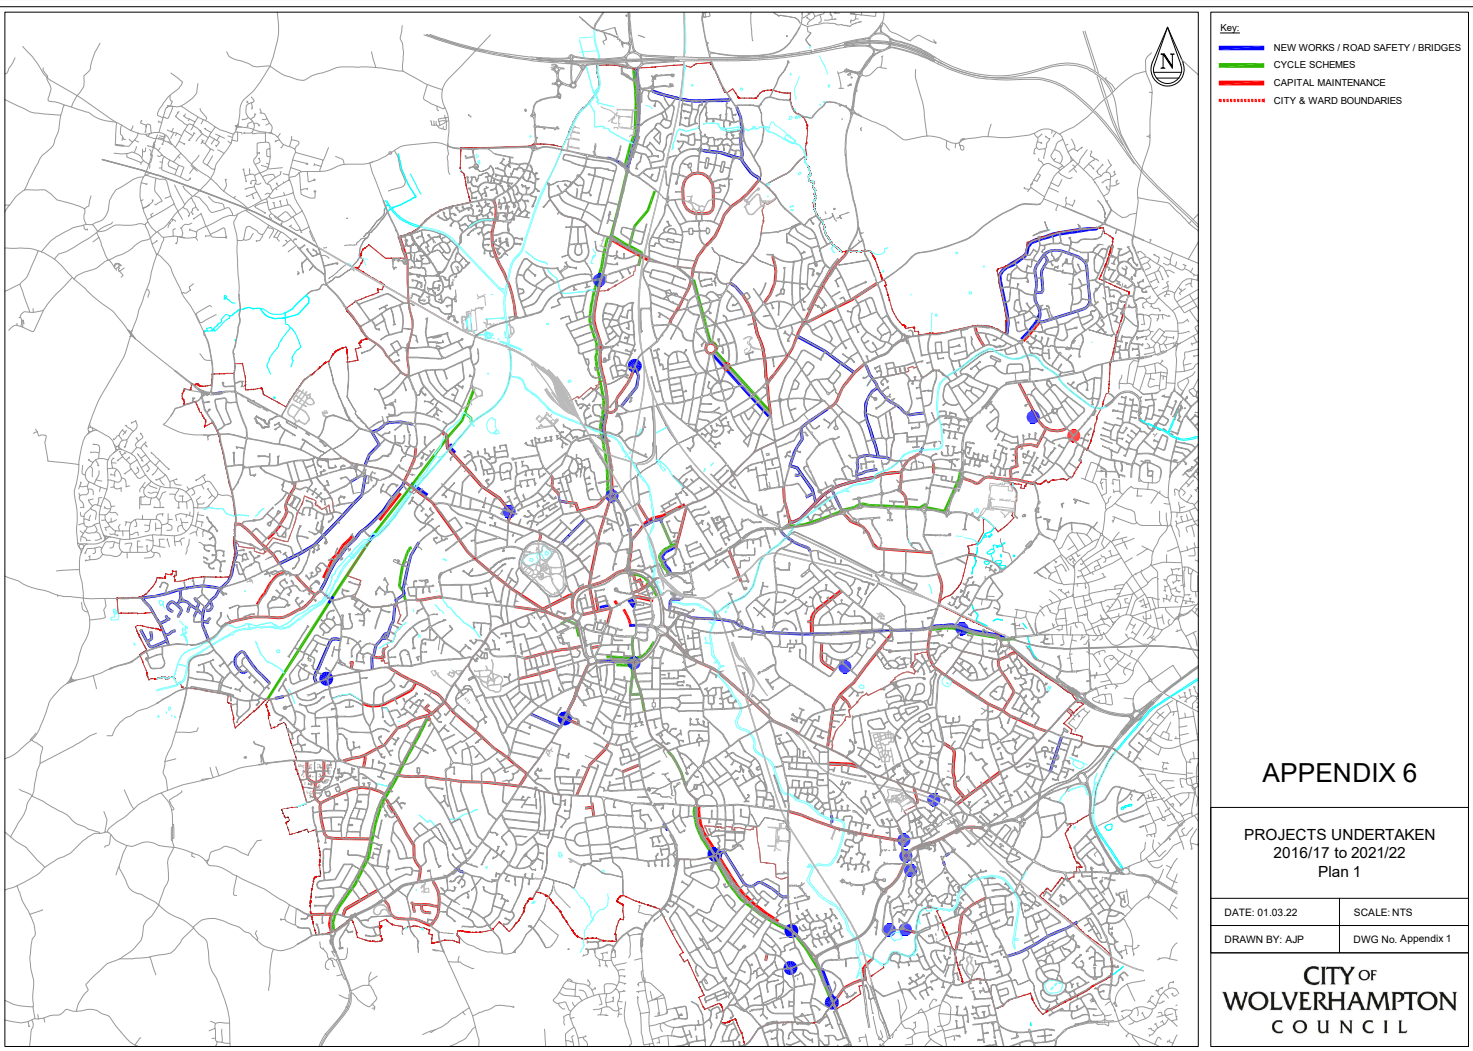 N
Key:
NEW WORKS / ROAD SAFETY / BRIDGES
CYCLE SCHEMES
CAPITAL MAINTENANCE
CITY & WARD BOUNDARIES
APPENDIX 6
PROJECTS UNDERTAKEN
2016/17 to 2021/22
Plan 1
DATE: 01.03.22
SCALE: NTS
DRAWN BY: AJP
DWG No. Appendix 1
CITY OF
WOLVERHAMPTON
COUNCIL